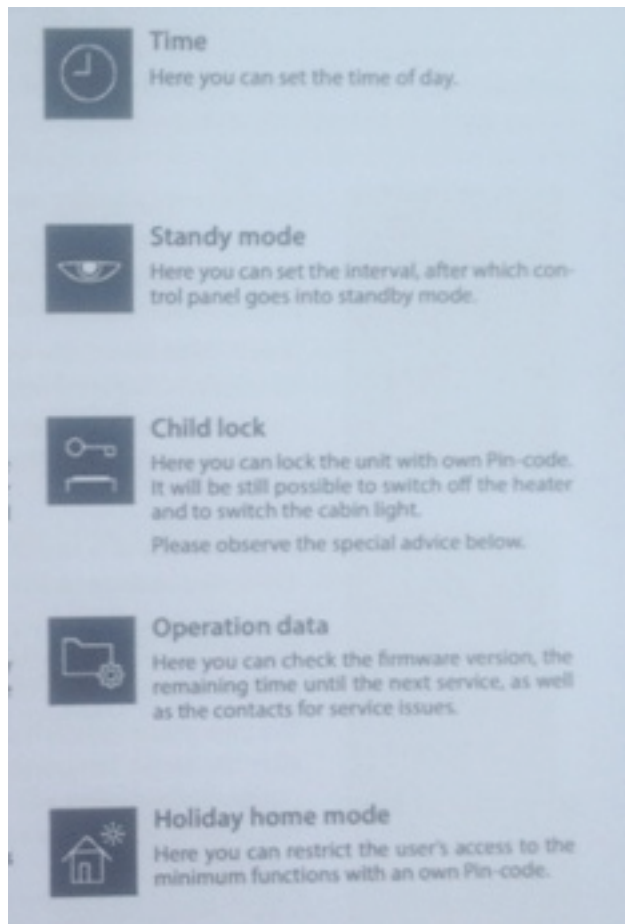 Time
Here you can set the time of day.
Standy mode
Here you can set the interval, after which con-
trol panel goes into standby mode.
Child lock
Here you can lock the unit with own Pin-code.
It will be still possible to switch off the heater
and to switch the cabin light.
Please observe the special advice below.
Operation data
Here you can check the firmware version, the
remaining time until the next service, as well
as the contacts for service issues.
Holiday home mode
Here you can restrict the user's access to the
minimum functions with an own Pin-code.